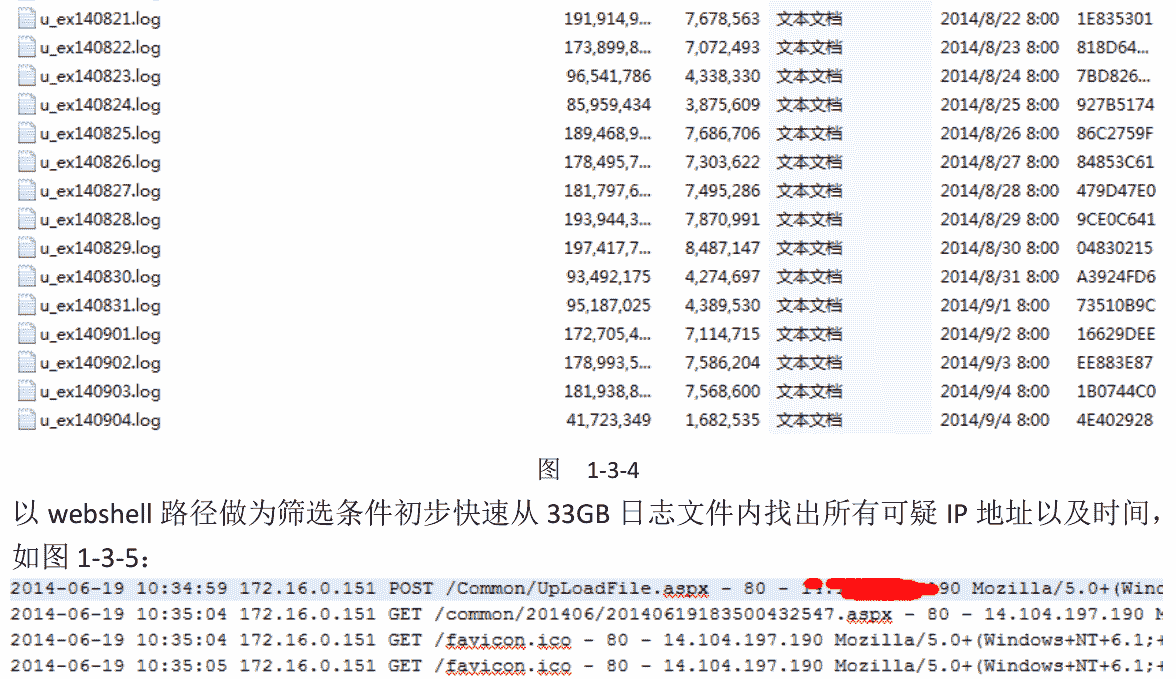 u_ex140821.log 191,914,9... 7,678,563 文本文档 2014/8/22 8:00 1E835301
u_ex140822.log 173,899,8... 7,072,493 文本文档 2014/8/23 8:00 818D64...
u_ex140823.log 96,541,786 4,338,330 文本文档 2014/8/24 8:00 7BD826...
u_ex140824.log 85,959,434 3,875,609 文本文档 2014/8/25 8:00 927B5174
u_ex140825.log 189,468,9... 7,686,706 文本文档 2014/8/26 8:00 86C2759F
u_ex140826.log 178,495,7... 7,303,622 文本文档 2014/8/27 8:00 84853C61
u_ex140827.log 181,797,6... 7,495,286 文本文档 2014/8/28 8:00 479D47E0
u_ex140828.log 193,944,3... 7,870,991 文本文档 2014/8/29 8:00 9CE0C641
u_ex140829.log 197,417,7... 8,487,147 文本文档 2014/8/30 8:00 04830215
u_ex140830.log 93,492,175 4,274,697 文本文档 2014/8/31 8:00 A3924FD6
u_ex140831.log 95,187,025 4,389,530 文本文档 2014/9/1 8:00 73510B9C
u_ex140901.log 172,705,4... 7,114,715 文本文档 2014/9/2 8:00 16629DEE
u_ex140902.log 178,993,5... 7,586,204 文本文档 2014/9/3 8:00 EE883E87
u_ex140903.log 181,938,8... 7,568,600 文本文档 2014/9/4 8:00 1B0744C0
u_ex140904.log 41,723,349 1,682,535 文本文档 2014/9/4 8:00 4E402928
图 1-3-4
以 webshell 路径做为筛选条件初步快速从 33GB 日志文件内找出所有可疑 IP 地址以及时间，
如图 1-3-5：
2014-06-19 10:34:59 172.16.0.151 POST /Common/UpLoadFile.aspx - 80 - 190 Mozilla/5.0+(Wind
2014-06-19 10:35:04 172.16.0.151 GET /common/201406/20140619183500432547.aspx - 80 - 14.104.197.190 M
2014-06-19 10:35:04 172.16.0.151 GET /favicon.ico - 80 - 14.104.197.190 Mozilla/5.0+(Windows+NT+6.1;+
2014-06-19 10:35:05 172.16.0.151 GET /favicon.ico - 80 - 14.104.197.190 Mozilla/5.0+(Windows+NT+6.1;+